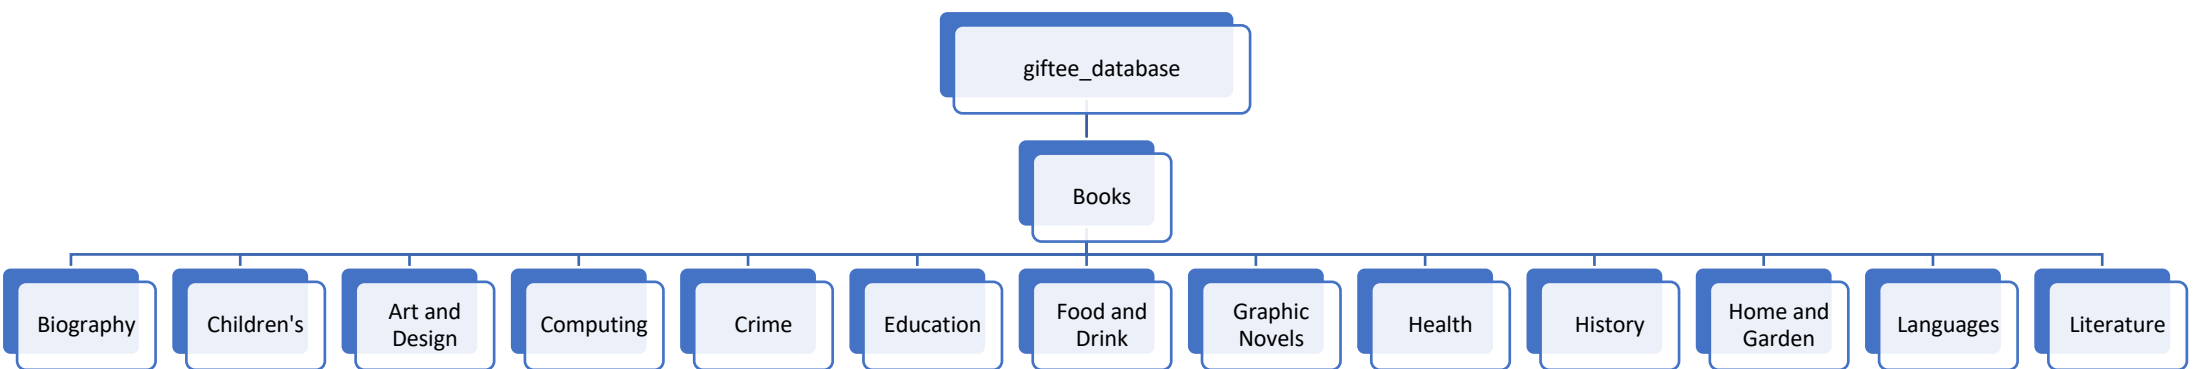 giftee_database
Books
Biography
Children's
Art and
Design
Computing
Crime
Education
Food and
Drink
Graphic
Novels
Health
History
Home and
Garden
Languages
Literature